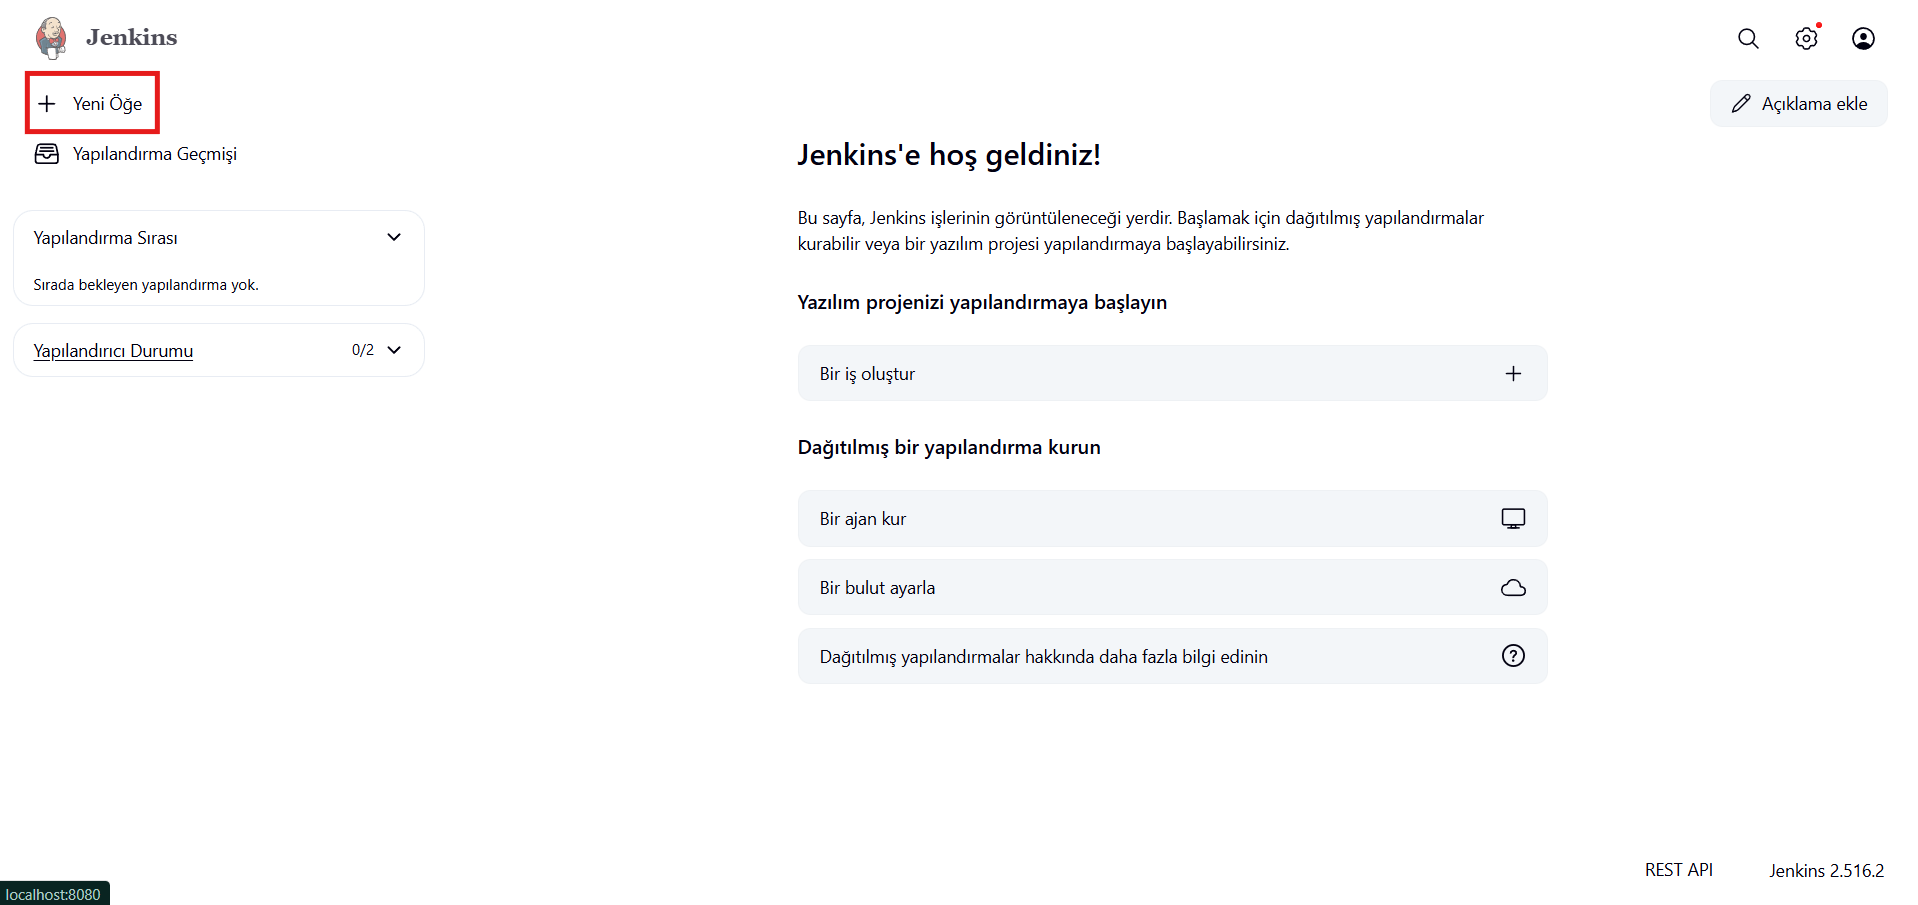 Jenkins
Yeni Öğe
Açıklama ekle
Yapılandırma Geçmişi
Jenkins'e hoş geldiniz!
Yapılandırma Sırası
Sırada bekleyen yapılandırma yok.
Yapılandırıcı Durumu
0/2
Bu sayfa, Jenkins işlerinin görüntüleneceği yerdir. Başlamak için dağıtılmış yapılandırmalar
kurabilir veya bir yazılım projesi yapılandırmaya başlayabilirsiniz.
Yazılım projenizi yapılandırmaya başlayın
Bir iş oluştur
Dağıtılmış bir yapılandırma kurun
Bir ajan kur
Bir bulut ayarla
Dağıtılmış yapılandırmalar hakkında daha fazla bilgi edinin
REST API
Jenkins 2.516.2
localhost:8080